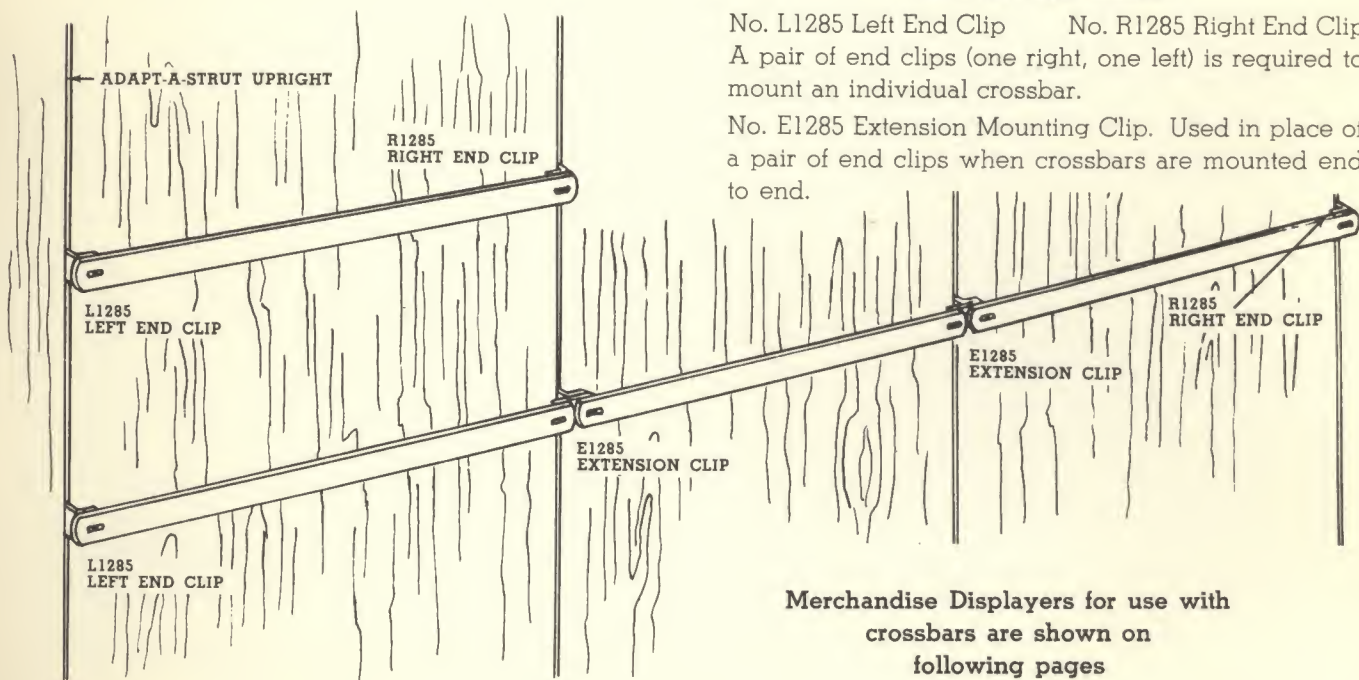 No. L1285 Left End Clip No. R1285 Right End Clip
A pair of end clips (one right, one left) is required to
mount an individual crossbar.
No. E1285 Extension Mounting Clip. Used in place of
a pair of end clips when crossbars are mounted end
to end.
ADAPT-A-STRUT UPRIGHT
R1285
RIGHT END CLIP
L1285
LEFT END CLIP
R1285
RIGHT END CLIP
E1285
EXTENSION CLIP
E1285
EXTENSION CLIP
L1285
LEFT END CLIP
Merchandise Displayers for use with
crossbars are shown on
following pages